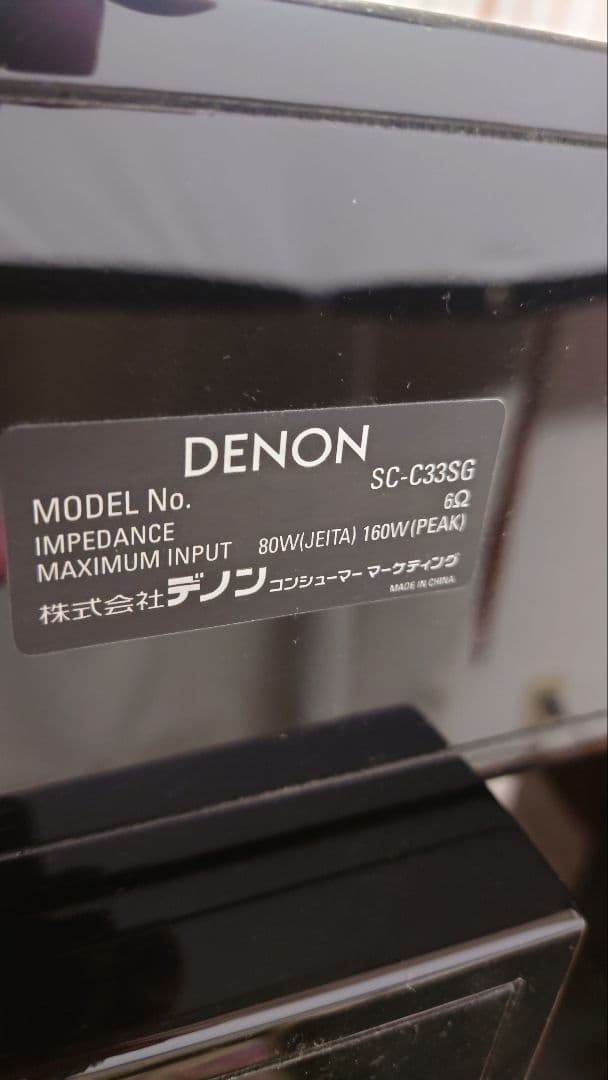 DENON
MODEL No. SC-C33SG
IMPEDANCE 6Ω
MAXIMUM INPUT 80W(JEITA) 160W(PEAK)
株式会社デノン コンシューマー マーケティング
MADE IN CHINA